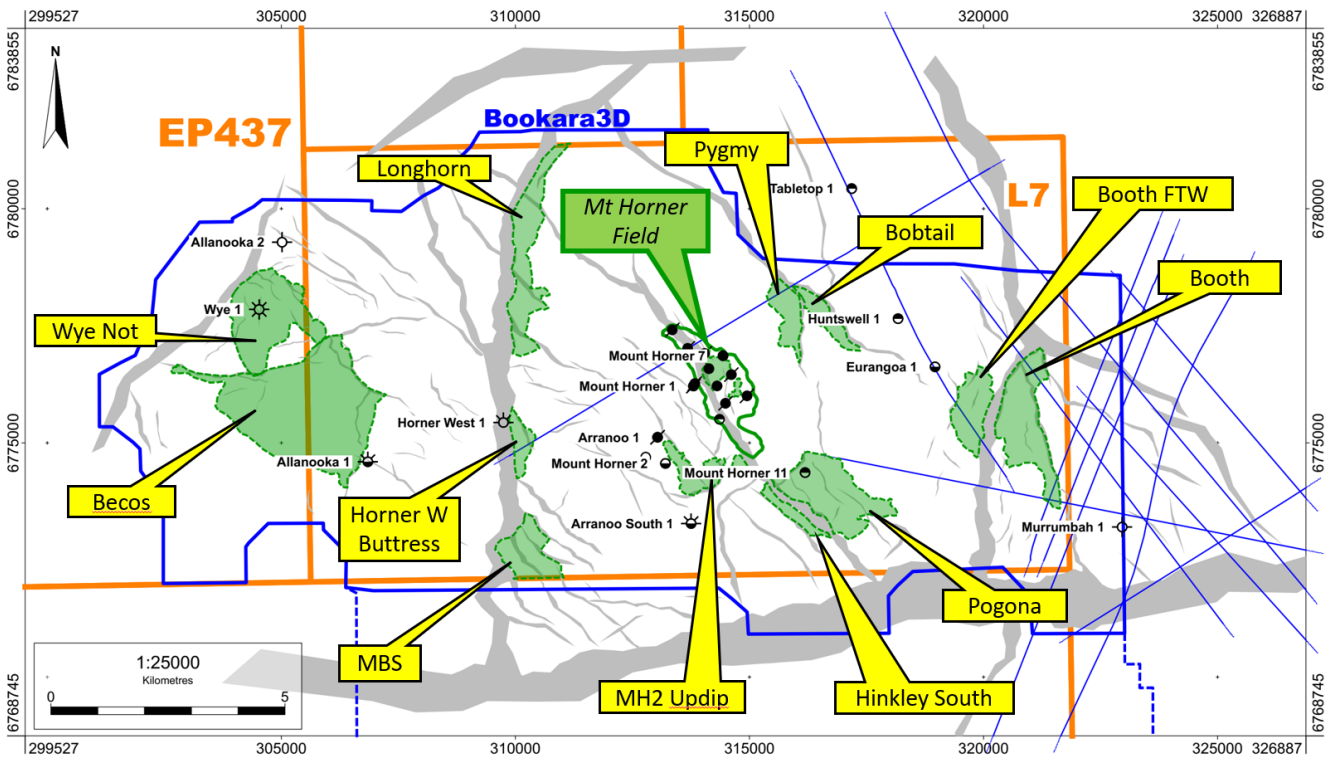 299527 305000 310000 315000 320000 325000 326887
6783855
6783855
N
Bookara3D
EP437
Longhorn
Pygmy
Tabletop 1
L7
Booth FTW
6780000
6780000
Mt Horner
Field
Bobtail
Allanooka 2
Booth
Wye 1
Huntswell 1
Wye Not
Mount Horner 7
Eurangoa 1
Mount Horner 1
Horner West 1
Arranoo 1
6775000
6775000
Allanooka 1
Mount Horner 2
Mount Horner 11
Becos
Horner W
Buttress
Arranoo South 1
Murrumbah 1
Pogona
MBS
1:25000
Kilometres
0 5
MH2 Updip
Hinkley South
6768745
6768745
299527 305000 310000 315000 320000 325000 326887